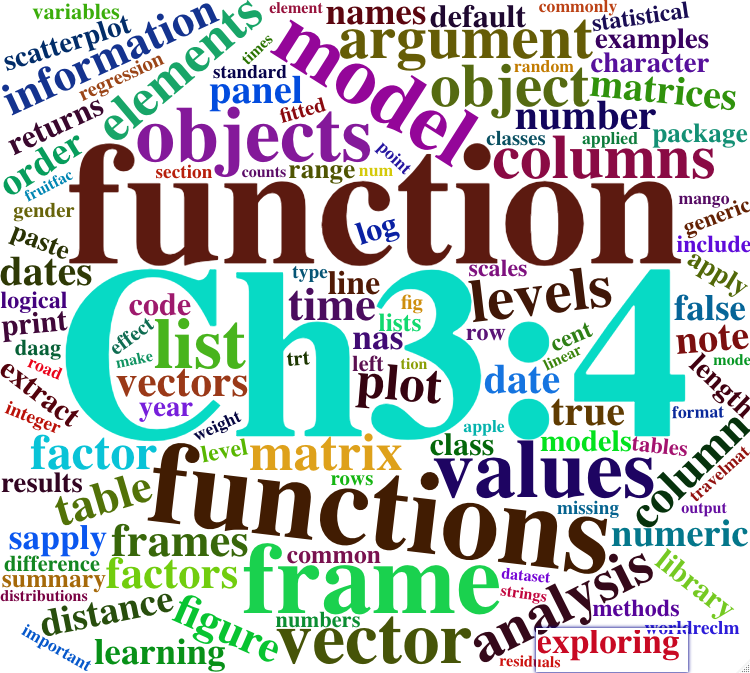 variables
element
names
default
commonly
statistical
scatterplot
information
times
argument
examples
regression
elements
standard
model
random
character
returns
panel
fitted
object
matrices
order
objects
number
classes
applied
package
point
columns
fruitfac
section
counts
range
num
function
mango
gender
log
generic
paste
include
dates
type
line
scales
levels
apply
logical
code
time
fig
false
print
effect
list
lists
nas
row
cent
note
daag
make
trt
left
tion
linear
mode
road
extract
vectors
plot
date
length
integer
year
weight
true
format
Ch3:4
apple
factor
level
matrix
class
models
tables
column
results
rows
values
travelmat
table
functions
missing
output
sapply
frames
numeric
difference
common
summary
factors
frame
dataset
analysis
library
distributions
strings
distance
figure
numbers
vector
methods
worldreclm
important
learning
exploring
residuals